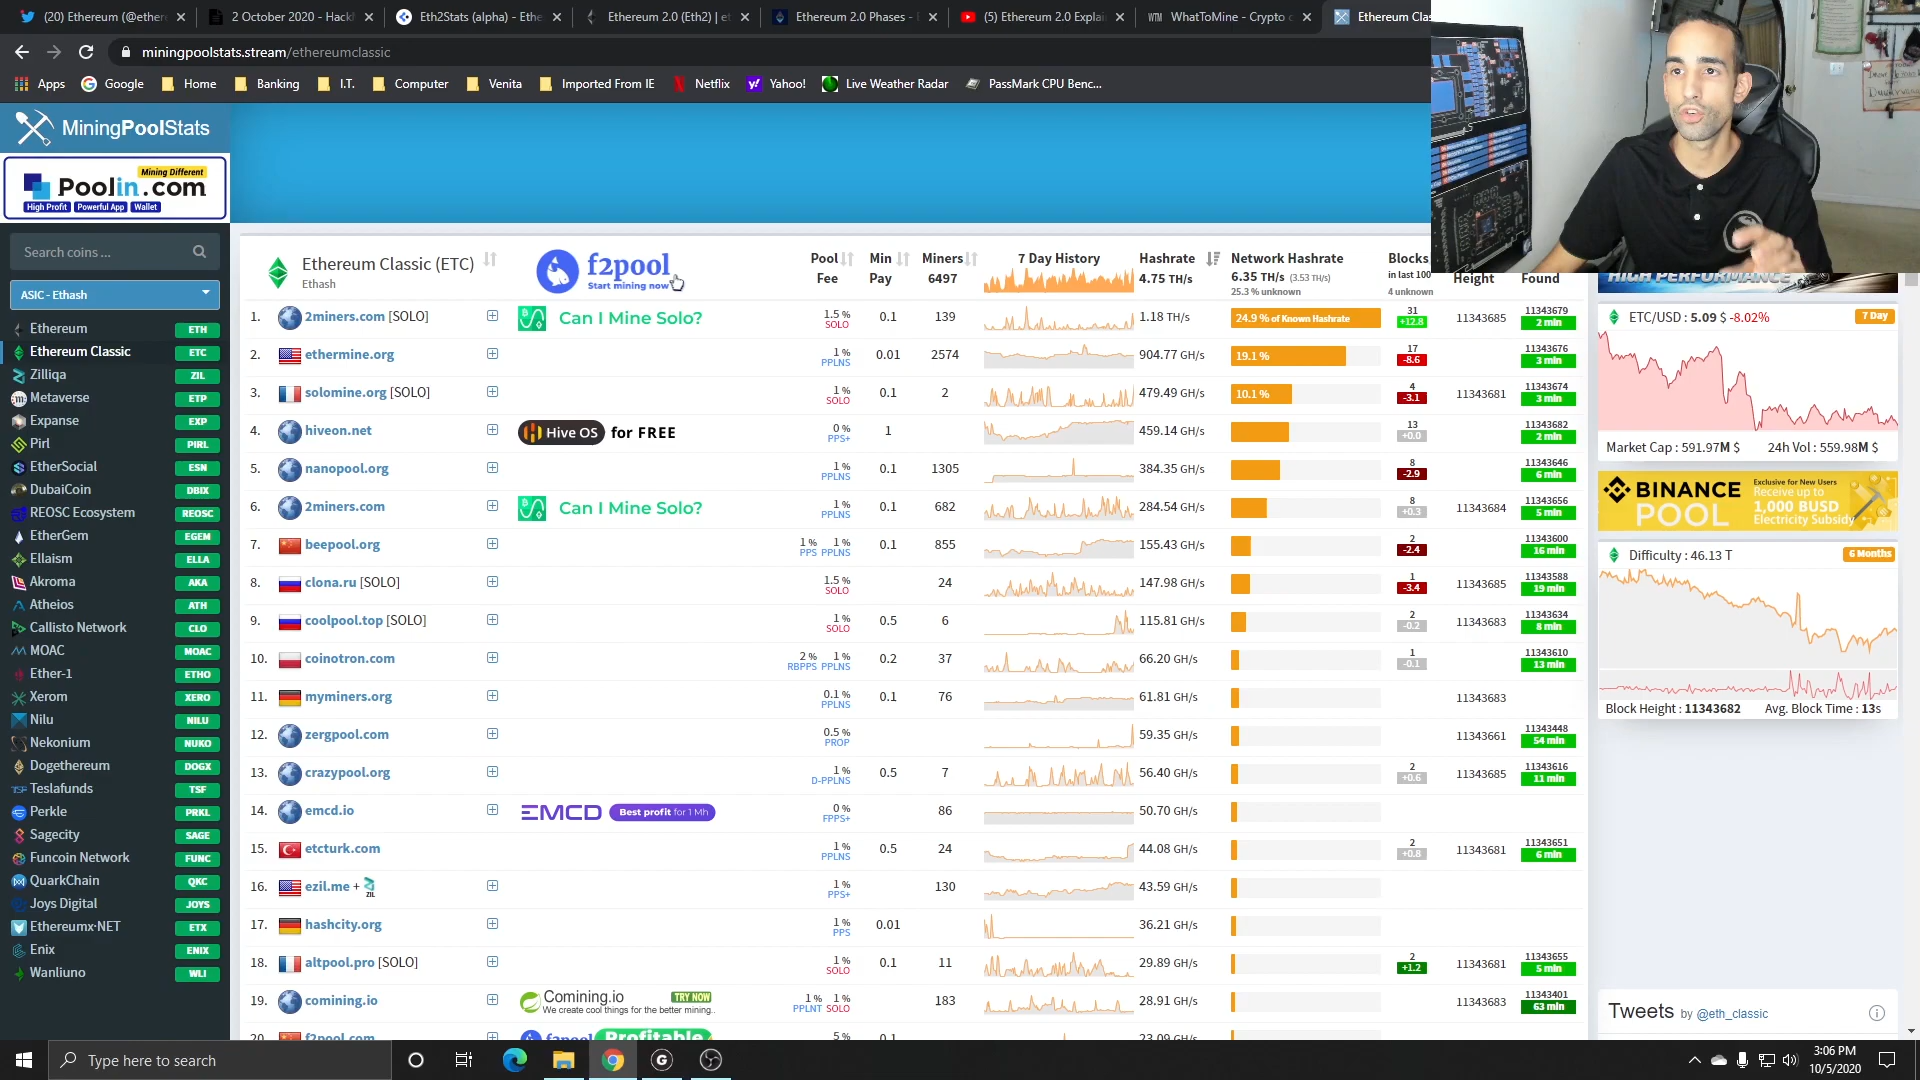 (20) Ethereum (@ether
2 October 2020 - HackM
Eth2Stats (alpha) - Ethe
Ethereum 2.0 (Eth2) | et
Ethereum 2.0 Phases - E
(5) Ethereum 2.0 Explai
WTM WhatToMine - Crypto c
Ethereum Clas
miningpoolstats.stream/ethereumclassic
Apps Google Home Banking I.T. Computer Venita Imported From IE Netflix Yahoo! Live Weather Radar PassMark CPU Benc...
MiningPoolStats
Mining Different
Poolin.com
High Profit Powerful App Wallet
Search coins ...
ASIC - Ethash
Ethereum ETH
Ethereum Classic ETC
Zilliqa ZIL
Metaverse ETP
Expanse EXP
Pirl PIRL
EtherSocial ESN
DubaiCoin DBIX
REOSC Ecosystem REOSC
EtherGem EGEM
Ellaism ELLA
Akroma AKA
Atheios ATH
Callisto Network CLO
MOAC MOAC
Ether-1 ETHO
Xerom XERO
Nilu NILU
Nekonium NUKO
Dogethereum DOGX
TSF Teslafunds TSF
Perkle PRKL
Sagecity SAGE
Funcoin Network FUNC
QuarkChain QKC
Joys Digital JOYS
Ethereumx·NET ETX
Enix ENIX
Wanliuno WLI
Ethereum Classic (ETC)
Ethash
f2pool
Start mining now
Pool Fee
Min Pay
Miners 6497
7 Day History
Hashrate 4.75 TH/s
Network Hashrate
6.35 TH/s (3.53 TH/s)
25.3 % unknown
Blocks
in last 100
4 unknown
Height
Found
1. 2miners.com [SOLO] Can I Mine Solo? 1.5 % SOLO 0.1 139 1.18 TH/s 24.9 % of Known Hashrate 31 +12.8 11343685 11343679 2 min
2. ethermine.org 1 % PPLNS 0.01 2574 904.77 GH/s 19.1 % 17 -8.6 11343676 3 min
3. solomine.org [SOLO] 1 % SOLO 0.1 2 479.49 GH/s 10.1 % 4 -3.1 11343681 11343674 3 min
4. hiveon.net Hive OS for FREE 0 % PPS+ 1 459.14 GH/s 13 +0.0 11343682 2 min
5. nanopool.org 1 % PPLNS 0.1 1305 384.35 GH/s 8 -2.9 11343646 6 min
6. 2miners.com Can I Mine Solo? 1 % PPLNS 0.1 682 284.54 GH/s 8 +0.3 11343684 11343656 5 min
7. beepool.org 1 % PPS 1 % PPLNS 0.1 855 155.43 GH/s 2 -2.4 11343600 16 min
8. clona.ru [SOLO] 1.5 % SOLO 24 147.98 GH/s 1 -3.4 11343685 11343588 19 min
9. coolpool.top [SOLO] 1 % SOLO 0.5 6 115.81 GH/s 2 -0.2 11343683 11343634 8 min
10. coinotron.com 2 % RBPPS 1 % PPLNS 0.2 37 66.20 GH/s 1 -0.1 11343610 13 min
11. myminers.org 0.1 % PPLNS 0.1 76 61.81 GH/s 11343683
12. zergpool.com 0.5 % PROP 59.35 GH/s 11343661 11343448 54 min
13. crazypool.org 1 % D-PPLNS 0.5 7 56.40 GH/s 2 +0.6 11343685 11343616 11 min
14. emcd.io EMCD Best profit for 1 Mh 0 % FPPS+ 86 50.70 GH/s
15. etcturk.com 1 % PPLNS 0.5 24 44.08 GH/s 2 +0.8 11343681 11343651 6 min
16. ezil.me + ZIL 1 % PPS+ 130 43.59 GH/s
17. hashcity.org 1 % PPS 0.01 36.21 GH/s
18. altpool.pro [SOLO] 1 % SOLO 0.1 11 29.89 GH/s 2 +1.2 11343681 11343655 5 min
19. comining.io Comining.io TRY NOW We create cool things for the better mining.. 1 % PPLNT 1 % SOLO 183 28.91 GH/s 11343683 11343401 63 min
20. f2pool.com f2pool Profitable 5 % 0.1 23.09 GH/s
HIGH PERFORMANCE
ETC/USD : 5.09 $ -8.02% 7 Day
Market Cap : 591.97M $ 24h Vol : 559.98M $
BINANCE POOL
Exclusive for New Users
Receive up to
1,000 BUSD
Electricity Subsidy
Difficulty : 46.13 T 6 Months
Block Height : 11343682 Avg. Block Time : 13s
Tweets by @eth_classic
Type here to search
3:06 PM
10/5/2020